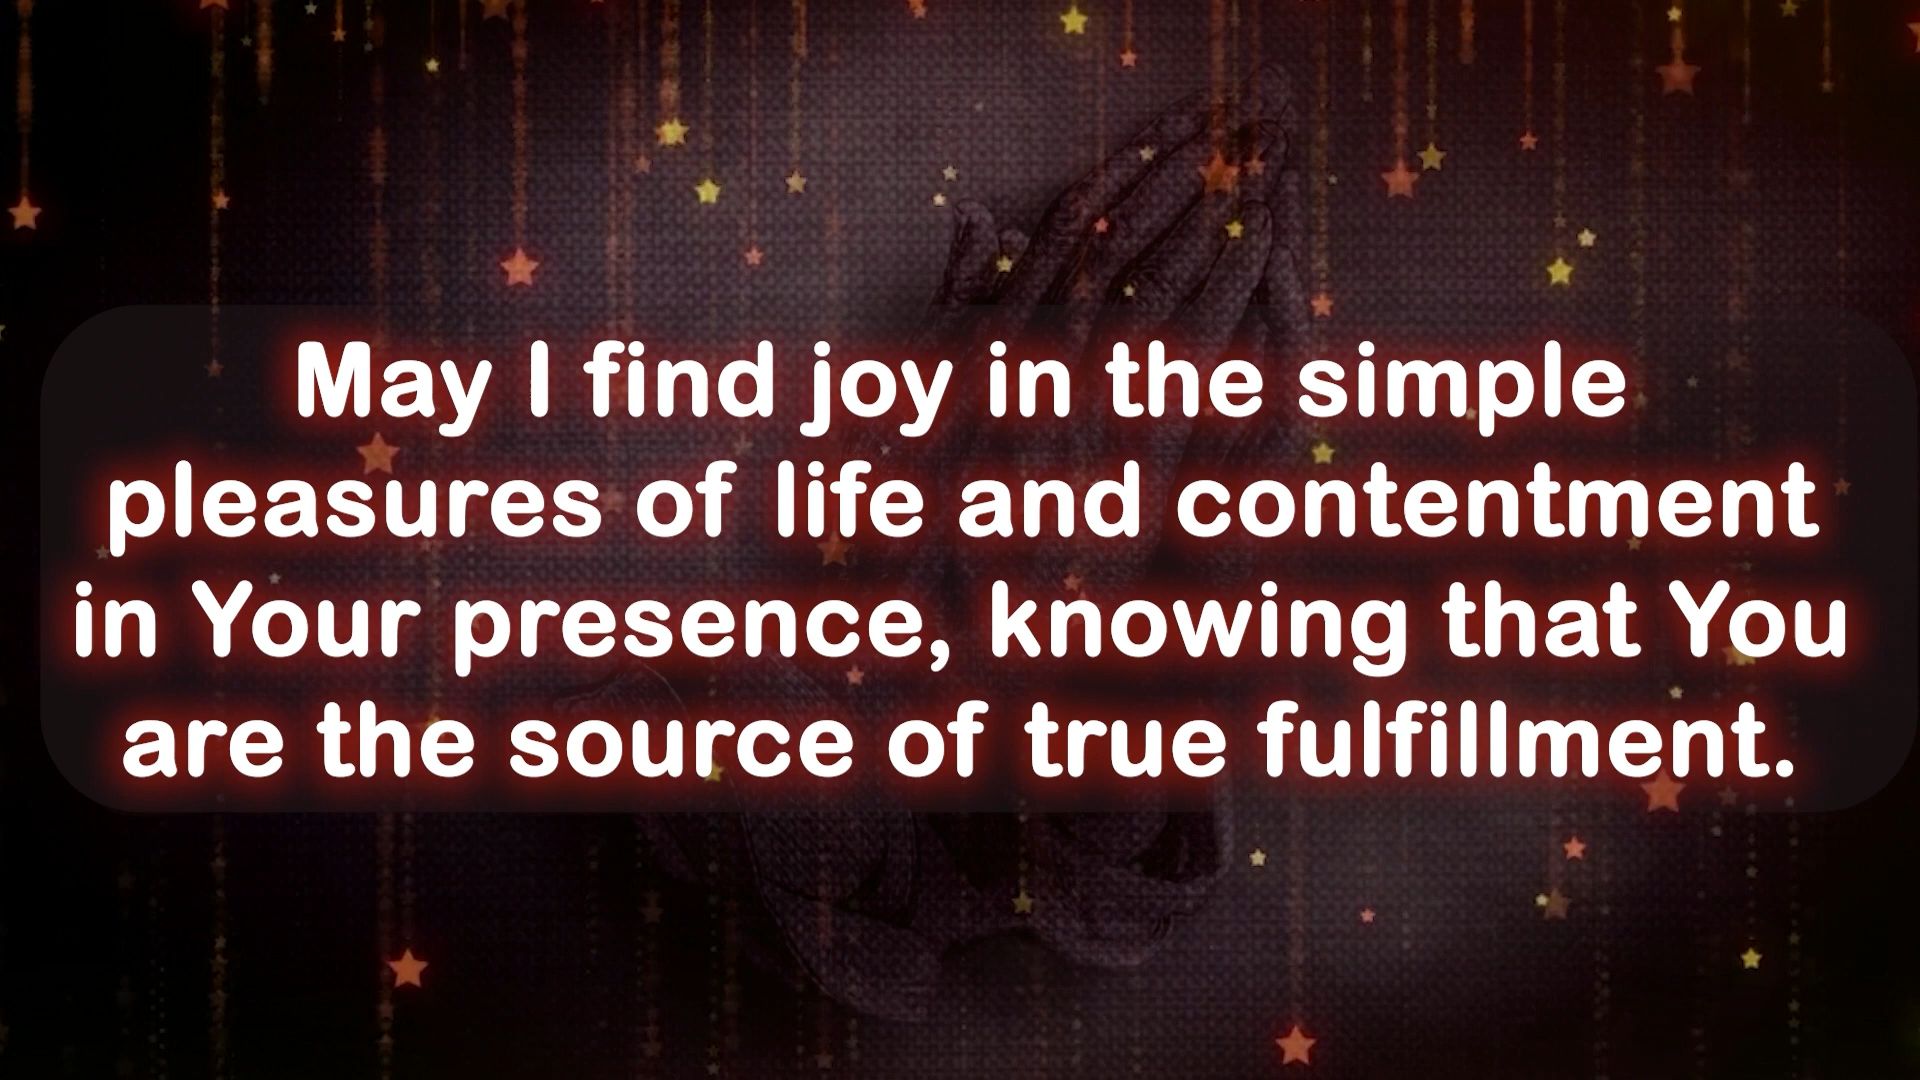 May I find joy in the simple
pleasures of life and contentment
in Your presence, knowing that You
are the source of true fulfillment.